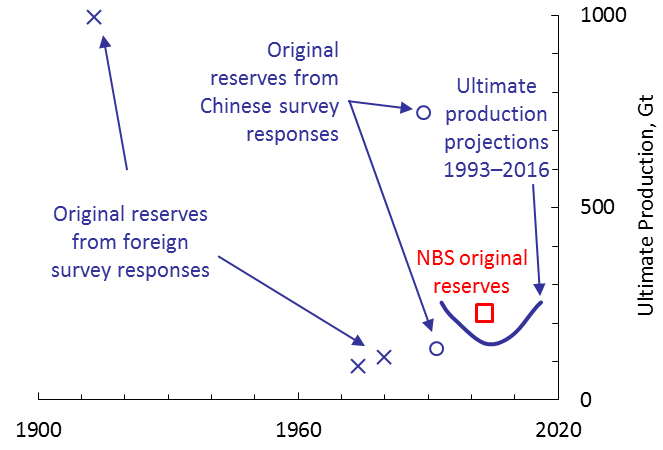 Original
reserves from
Chinese survey
responses
Ultimate
production
projections
1993–2016
Original reserves
from foreign
survey responses
NBS original
reserves
1000
500
0
Ultimate Production, Gt
1900
1960
2020